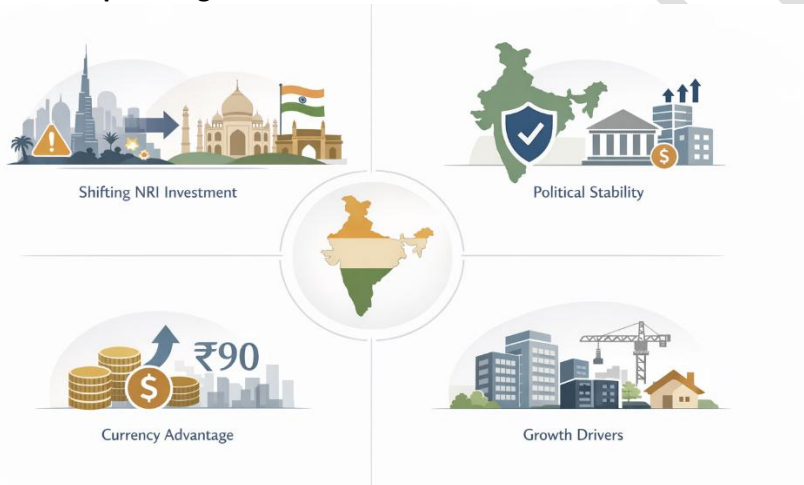 Shifting NRI Investment
Political Stability
$
₹90
$
Currency Advantage
Growth Drivers